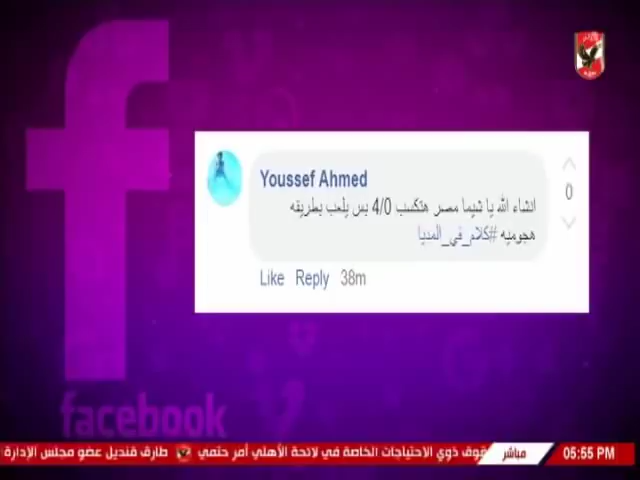 Youssef Ahmed
انشاء الله يا شيما مصر هتكسب 4/0 بس يلعب بطريقه
هجوميه #كلام_في_المديا
Like Reply 38m
0
facebook
05:55 PM مباشر قوف ذوي الاحتياجات الخاصة في لائحة الأهلي أمر حتمي طارق قنديل عضو مجلس الإدارة